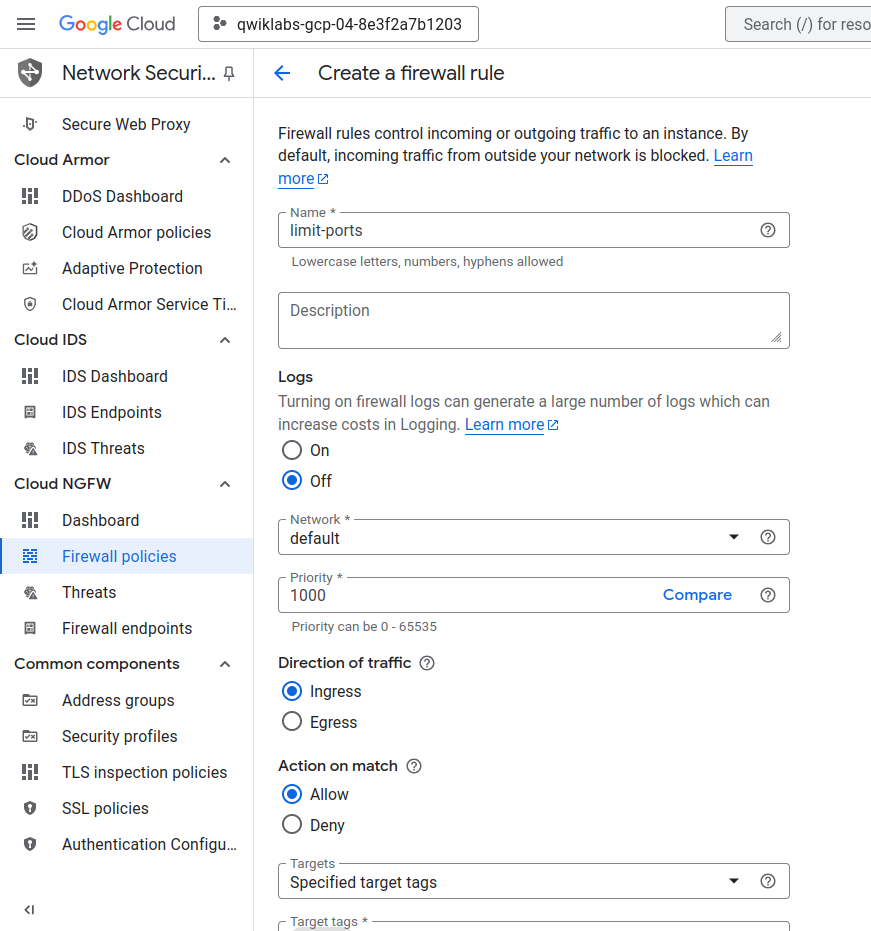 Google Cloud
qwiklabs-gcp-04-8e3f2a7b1203
Search (/) for reso
Network Securi...
Create a firewall rule
Secure Web Proxy
Cloud Armor
DDoS Dashboard
Cloud Armor policies
Adaptive Protection
Cloud Armor Service Ti...
Cloud IDS
IDS Dashboard
IDS Endpoints
IDS Threats
Cloud NGFW
Dashboard
Firewall policies
Threats
Firewall endpoints
Common components
Address groups
Security profiles
TLS inspection policies
SSL policies
Authentication Configu...
Firewall rules control incoming or outgoing traffic to an instance. By
default, incoming traffic from outside your network is blocked. Learn
more
Name *
limit-ports
Lowercase letters, numbers, hyphens allowed
Description
Logs
Turning on firewall logs can generate a large number of logs which can
increase costs in Logging. Learn more
On
Off
Network *
default
Priority *
1000 Compare
Priority can be 0 - 65535
Direction of traffic
Ingress
Egress
Action on match
Allow
Deny
Targets
Specified target tags
Target tags *